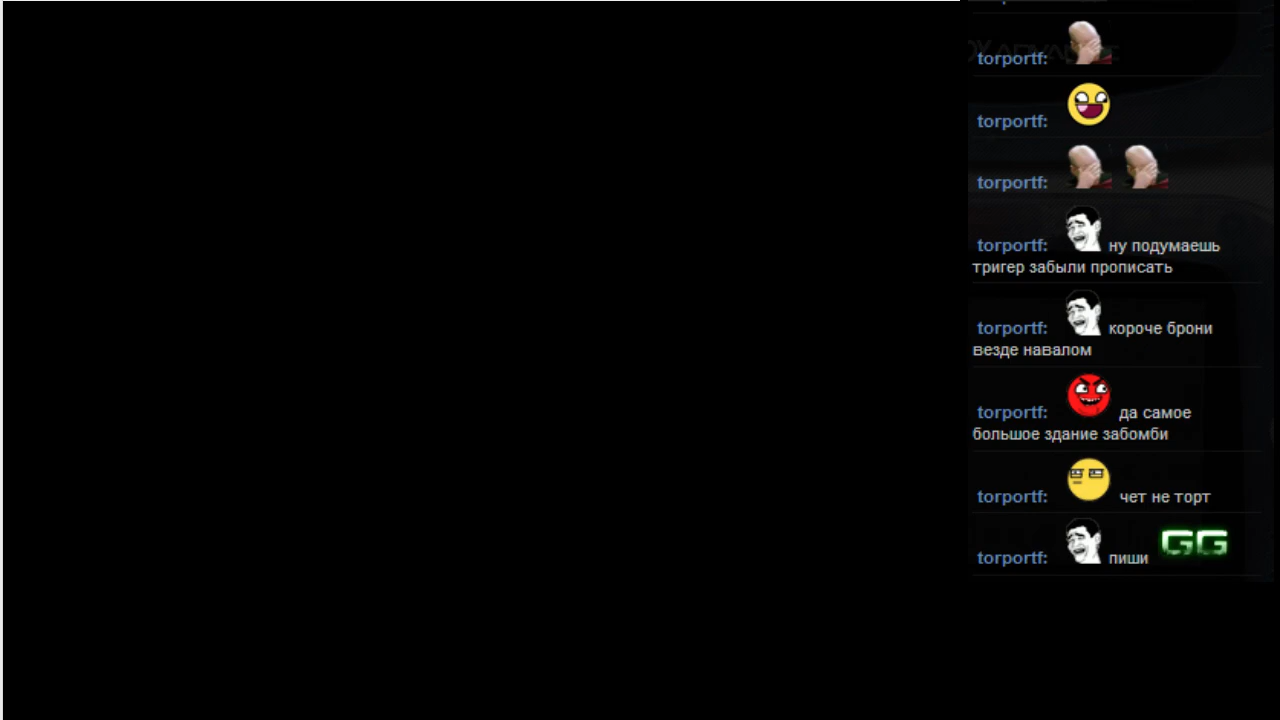 torportf:
torportf:
torportf:
torportf: ну подумаешь
тригер забыли прописать
torportf: короче брони
везде навалом
torportf: да самое
большое здание забомби
torportf: чет не торт
torportf: пиши GG